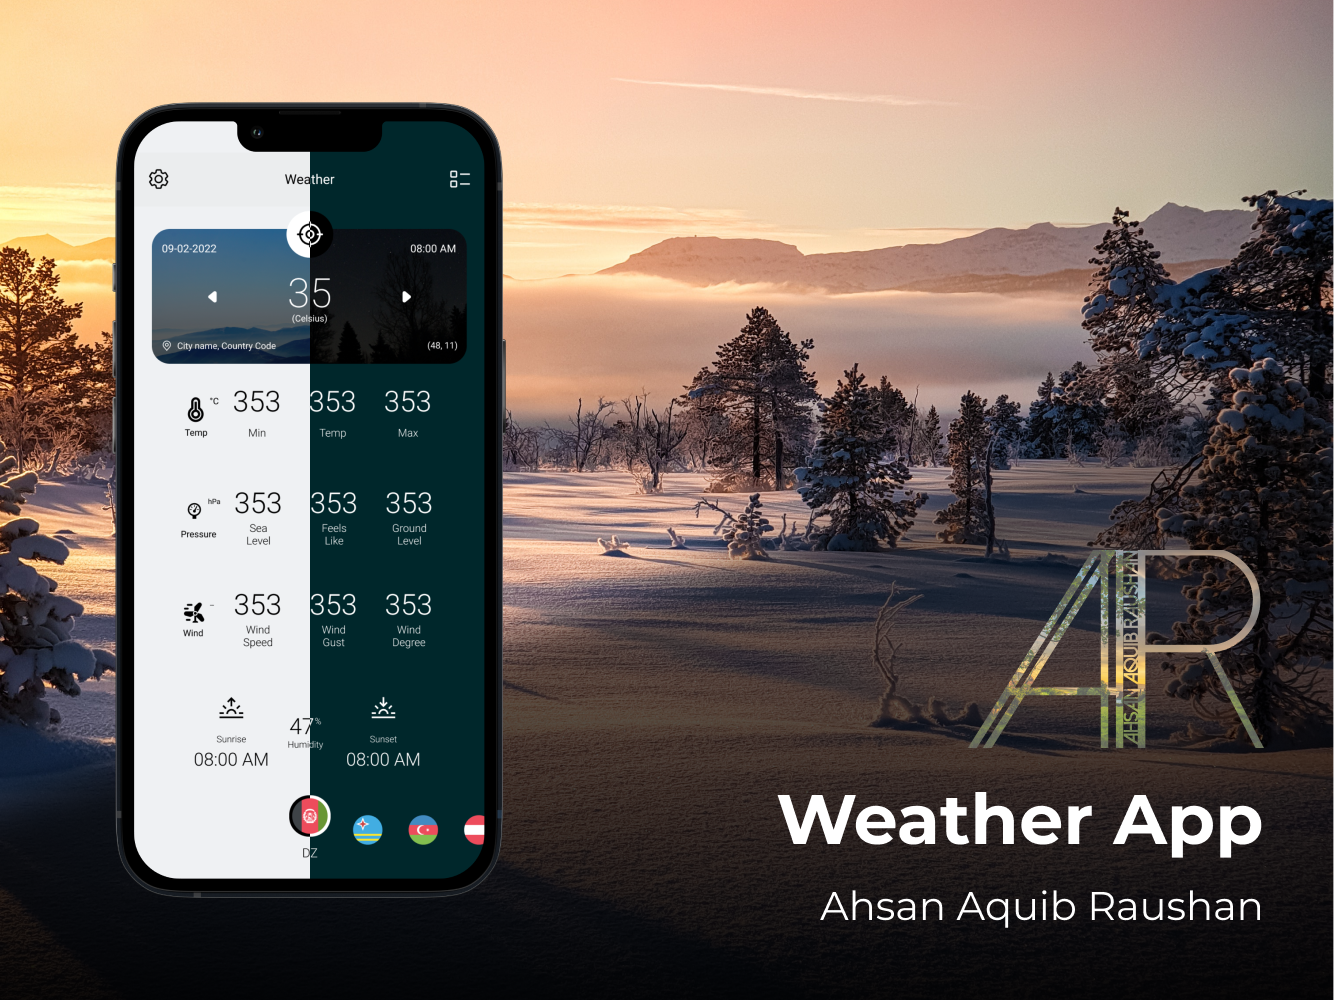 Weather
09-02-2022
08:00 AM
35
(Celsius)
City name, Country Code
(48, 11)
°C
353
353
353
Temp
Min
Temp
Max
hPa
353
353
353
Pressure
Sea
Level
Feels
Like
Ground
Level
353
353
353
Wind
Wind
Speed
Wind
Gust
Wind
Degree
47%
Humidity
Sunrise
Sunset
08:00 AM
08:00 AM
DZ
AR
AHSAN AQUIB RAUSHAN
Weather App
Ahsan Aquib Raushan